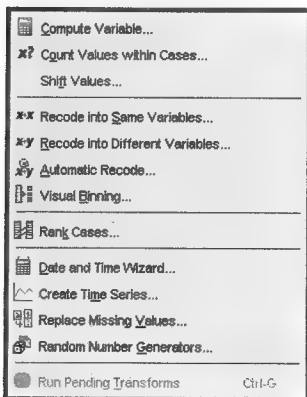 Compute Variable...
x? Count Values within Cases...
Shift Values...
x•x Recode into Same Variables...
x•y Recode into Different Variables...
x•y Automatic Recode...
Visual Binning...
Rank Cases...
Date and Time Wizard...
Create Time Series...
Replace Missing Values...
Random Number Generators...
Run Pending Transforms Ctrl-G